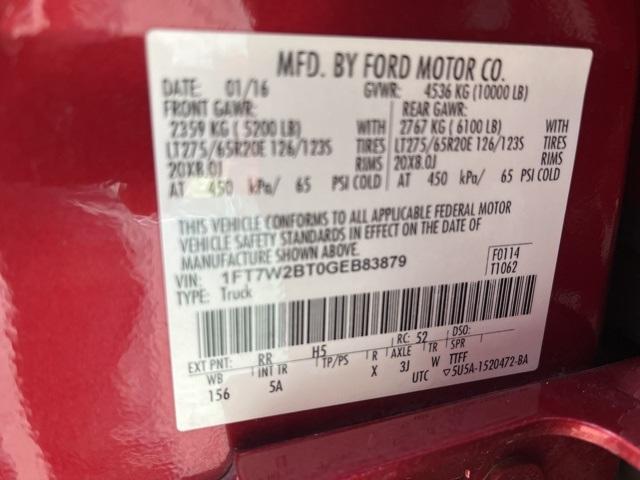 MFD. BY FORD MOTOR CO.
DATE: 01/16 GVWR: 4536 KG (10000 LB)
FRONT GAWR: REAR GAWR:
2359 KG ( 5200 LB) WITH 2767 KG ( 6100 LB) WITH
LT275/65R20E 126/123S TIRES LT275/65R20E 126/123S TIRES
20X8.0J RIMS 20X8.0J RIMS
AT 450 kPa/ 65 PSI COLD AT 450 kPa/ 65 PSI COLD
THIS VEHICLE CONFORMS TO ALL APPLICABLE FEDERAL MOTOR
VEHICLE SAFETY STANDARDS IN EFFECT ON THE DATE OF
MANUFACTURE SHOWN ABOVE.
VIN: 1FT7W2BT0GEB83879 F0114
TYPE: Truck T1062
EXT PNT: RR H5 RC: 52 DSO:
WB INT TR TP/PS R AXLE TR SPR
156 5A X 3J W TTFF
UTC ▽5U5A-1520472-BA